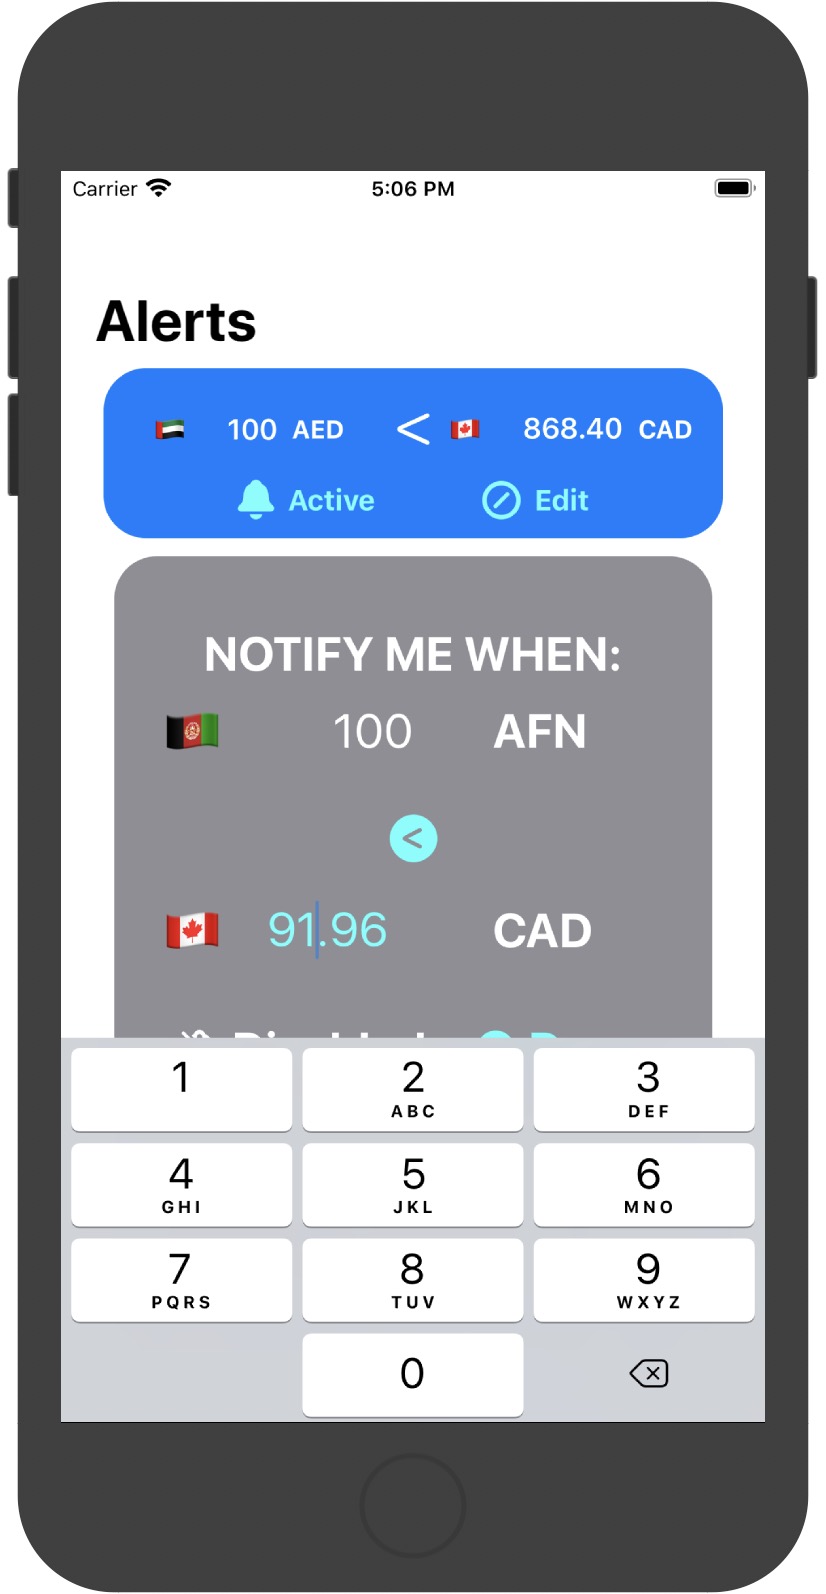 Carrier 5:06 PM
Alerts
100 AED < 868.40 CAD
Active Edit
NOTIFY ME WHEN:
100 AFN
<
91.96 CAD
1 2 3
ABC DEF
4 5 6
GHI JKL MNO
7 8 9
PQRS TUV WXYZ
0